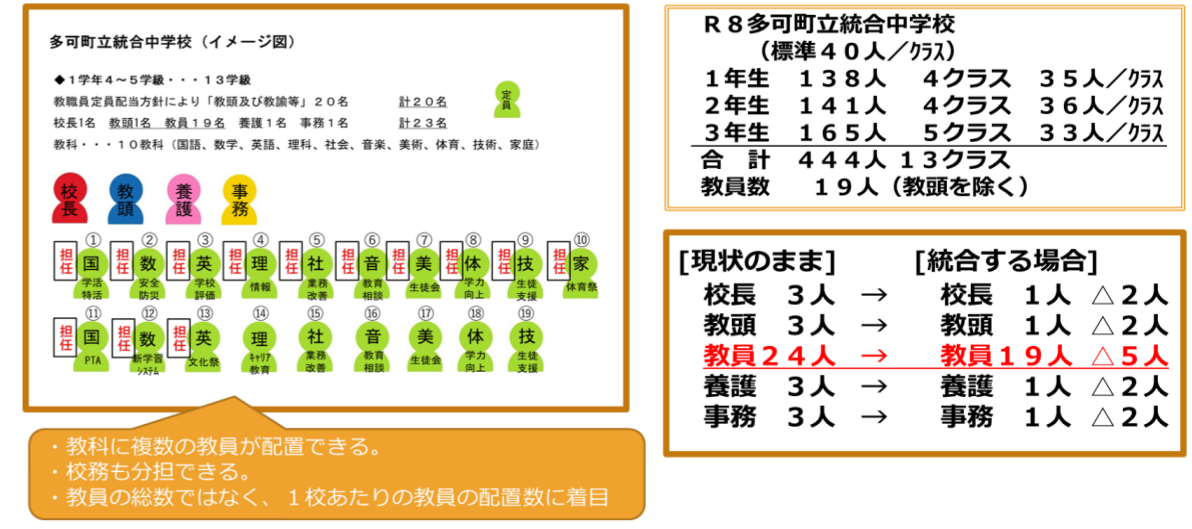 多可町立統合中学校（イメージ図）
◆１学年４～５学級・・・１３学級
教職員定員配当方針により「教頭及び教諭等」２０名　計２０名
校長1名　教頭1名　教員１９名　養護１名　事務１名　計２３名
教科・・・１０教科（国語、数学、英語、理科、社会、音楽、美術、体育、技術、家庭）
定員
校長　教頭　養護　事務
①　②　③　④　⑤　⑥　⑦　⑧　⑨　⑩
担任　国　担任　数　担任　英　担任　理　担任　社　担任　音　担任　美　担任　体　担任　技　担任　家
学活特活　安全防災　学校評価　情報　業務改善　教育相談　生徒会　学力向上　生徒支援　体育祭
⑪　⑫　⑬　⑭　⑮　⑯　⑰　⑱　⑲
担任　国　担任　数　担任　英　理　社　音　美　体　技
PTA　新学習システム　文化祭　ｷｬﾘｱ教育　業務改善　教育相談　生徒会　学力向上　生徒支援
・教科に複数の教員が配置できる。
・校務も分担できる。
・教員の総数ではなく、１校あたりの教員の配置数に着目
Ｒ８多可町立統合中学校
（標準４０人／ｸﾗｽ）
１年生　１３８人　４クラス　３５人／ｸﾗｽ
２年生　１４１人　４クラス　３６人／ｸﾗｽ
３年生　１６５人　５クラス　３３人／ｸﾗｽ
合　計　４４４人 １３クラス
教員数　１９人（教頭を除く）
[現状のまま]　[統合する場合]
校長　３人　→　校長　１人　△２人
教頭　３人　→　教頭　１人　△２人
教員２４人　→　教員１９人　△５人
養護　３人　→　養護　１人　△２人
事務　３人　→　事務　１人　△２人